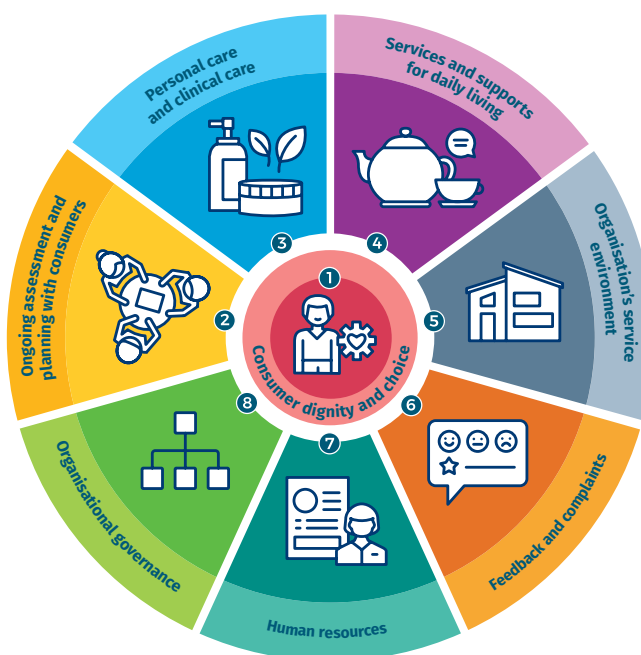 1
Consumer dignity and choice
2
Ongoing assessment and
planning with consumers
3
Personal care
and clinical care
4
Services and supports
for daily living
5
Organisation's service
environment
6
Feedback and complaints
7
Human resources
8
Organisational governance